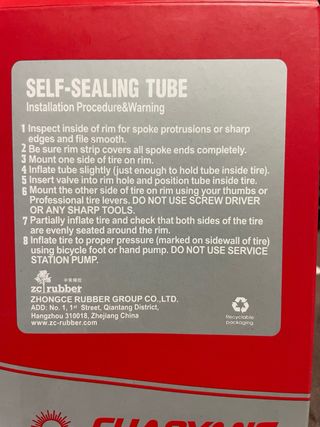 SELF-SEALING TUBE
Installation Procedure&Warning
1 Inspect inside of rim for spoke protrusions or sharp
edges and file smooth.
2 Be sure rim strip covers all spoke ends completely.
3 Mount one side of tire on rim.
4 Inflate tube slightly (just enough to hold tube inside tire).
5 Insert valve into rim hole and position tube inside tire.
6 Mount the other side of tire on rim using your thumbs or
Professional tire levers. DO NOT USE SCREW DRIVER
OR ANY SHARP TOOLS.
7 Partially inflate tire and check that both sides of the tire
are evenly seated around the rim.
8 Inflate tire to proper pressure (marked on sidewall of tire)
using bicycle foot or hand pump. DO NOT USE SERVICE
STATION PUMP.
中策橡胶
zc rubber
ZHONGCE RUBBER GROUP CO.,LTD.
ADD: No. 1, 1st Street, Qiantang District,
Hangzhou 310018, Zhejiang China
www.zc-rubber.com
Recyclable
packaging